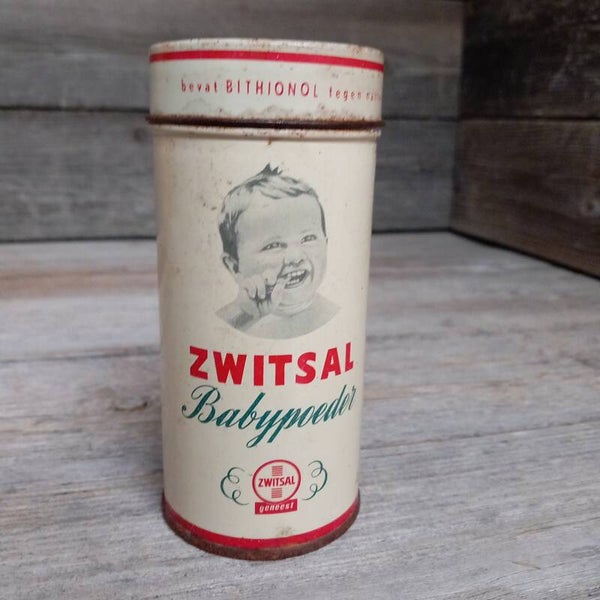 bevat BITHIONOL tegen
ZWITSAL
Babypoeder
ZWITSAL
geneest